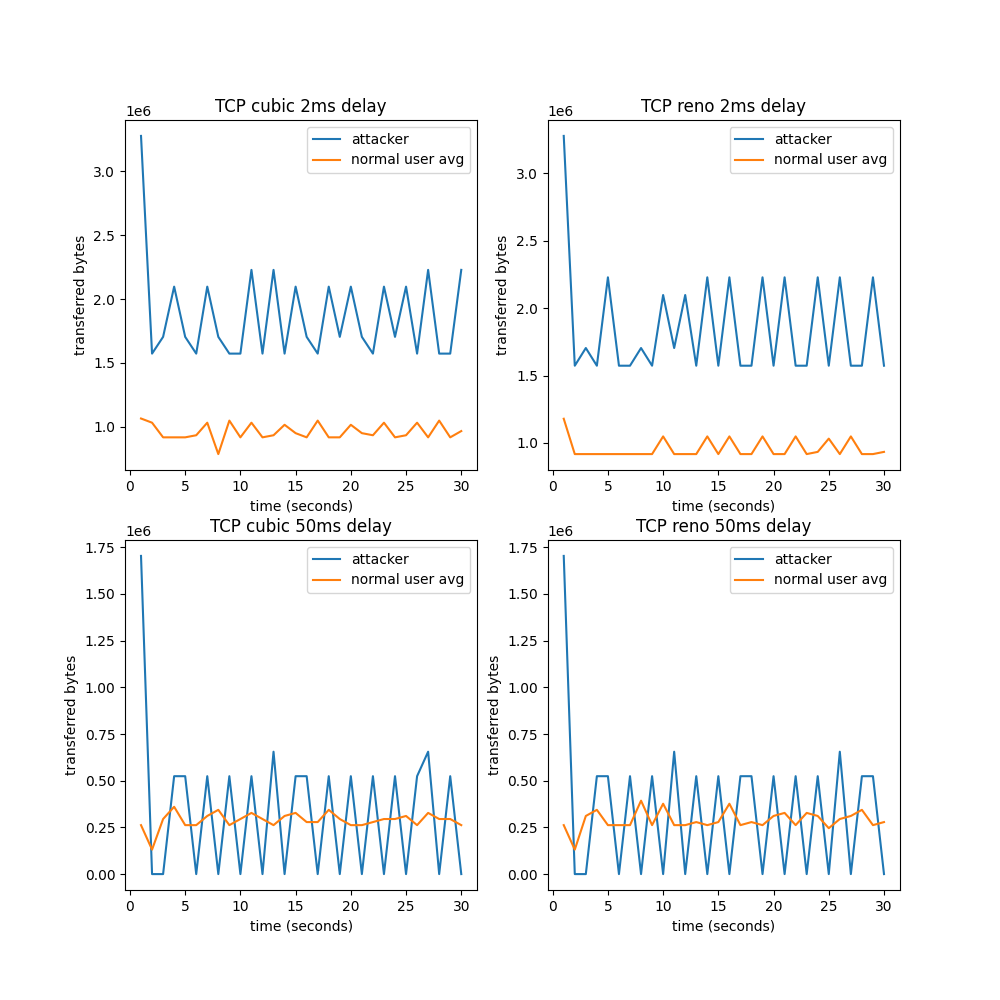 TCP cubic 2ms delay
1e6
attacker
normal user avg
3.0
2.5
2.0
1.5
1.0
transferred bytes
0 5 10 15 20 25 30
time (seconds)
TCP reno 2ms delay
1e6
attacker
normal user avg
3.0
2.5
2.0
1.5
1.0
transferred bytes
0 5 10 15 20 25 30
time (seconds)
TCP cubic 50ms delay
1e6
attacker
normal user avg
1.75
1.50
1.25
1.00
0.75
0.50
0.25
0.00
transferred bytes
0 5 10 15 20 25 30
time (seconds)
TCP reno 50ms delay
1e6
attacker
normal user avg
1.75
1.50
1.25
1.00
0.75
0.50
0.25
0.00
transferred bytes
0 5 10 15 20 25 30
time (seconds)